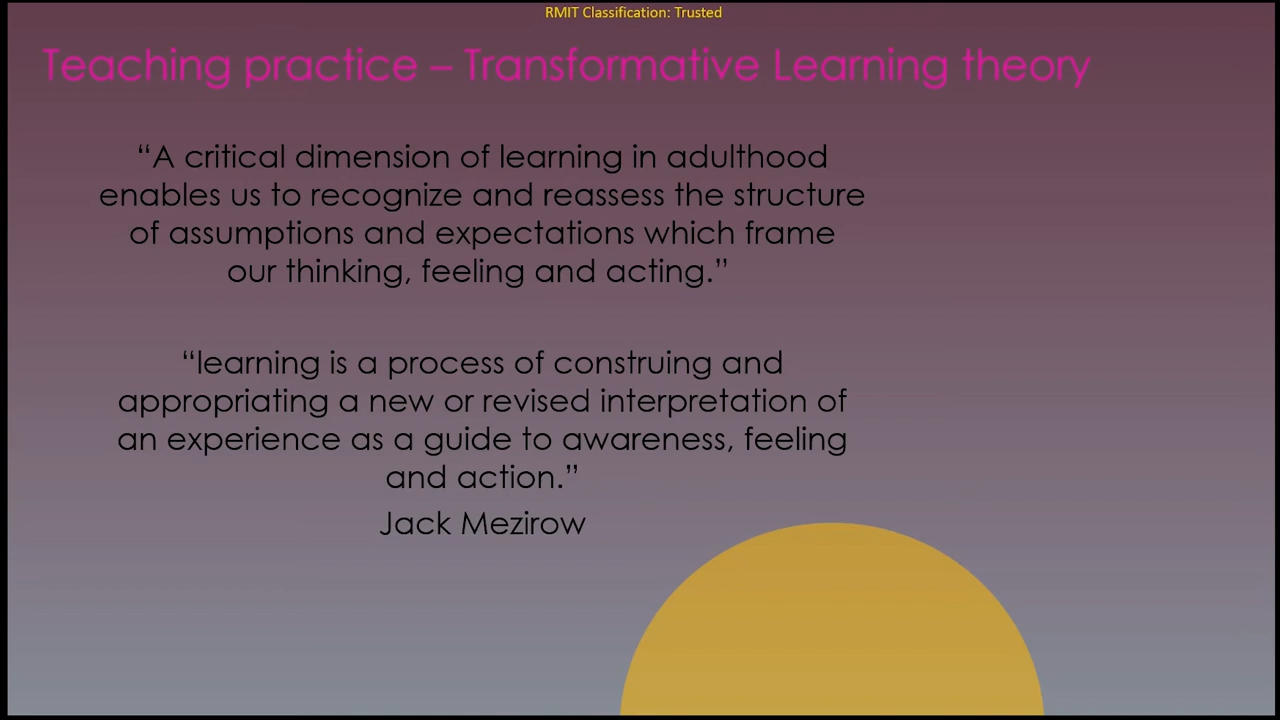 RMIT Classification: Trusted
Teaching practice – Transformative Learning theory
“A critical dimension of learning in adulthood
enables us to recognize and reassess the structure
of assumptions and expectations which frame
our thinking, feeling and acting.”
“learning is a process of construing and
appropriating a new or revised interpretation of
an experience as a guide to awareness, feeling
and action.”
Jack Mezirow